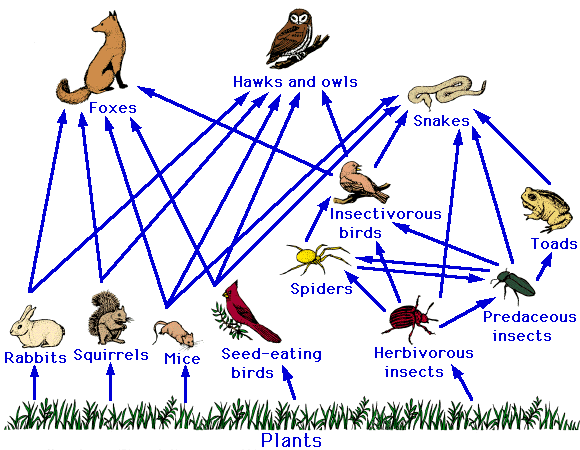 Hawks and owls
Foxes
Snakes
Insectivorous
birds
Toads
Spiders
Predaceous
insects
Rabbits
Squirrels
Mice
Seed-eating
birds
Herbivorous
insects
Plants